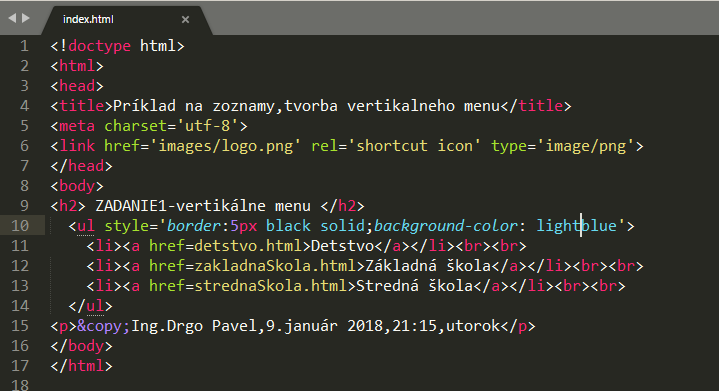 index.html
1 <!doctype html>
2 <html>
3 <head>
4 <title>Príklad na zoznamy,tvorba vertikalneho menu</title>
5 <meta charset='utf-8'>
6 <link href='images/logo.png' rel='shortcut icon' type='image/png'>
7 </head>
8 <body>
9 <h2> ZADANIE1-vertikálne menu </h2>
10 <ul style='border:5px black solid;background-color: lightblue'>
11 <li><a href=detstvo.html>Detstvo</a></li><br><br>
12 <li><a href=zakladnaSkola.html>Základná škola</a></li><br><br>
13 <li><a href=strednaSkola.html>Stredná škola</a></li><br><br>
14 </ul>
15 <p>&copy;Ing.Drgo Pavel,9.január 2018,21:15,utorok</p>
16 </body>
17 </html>
18